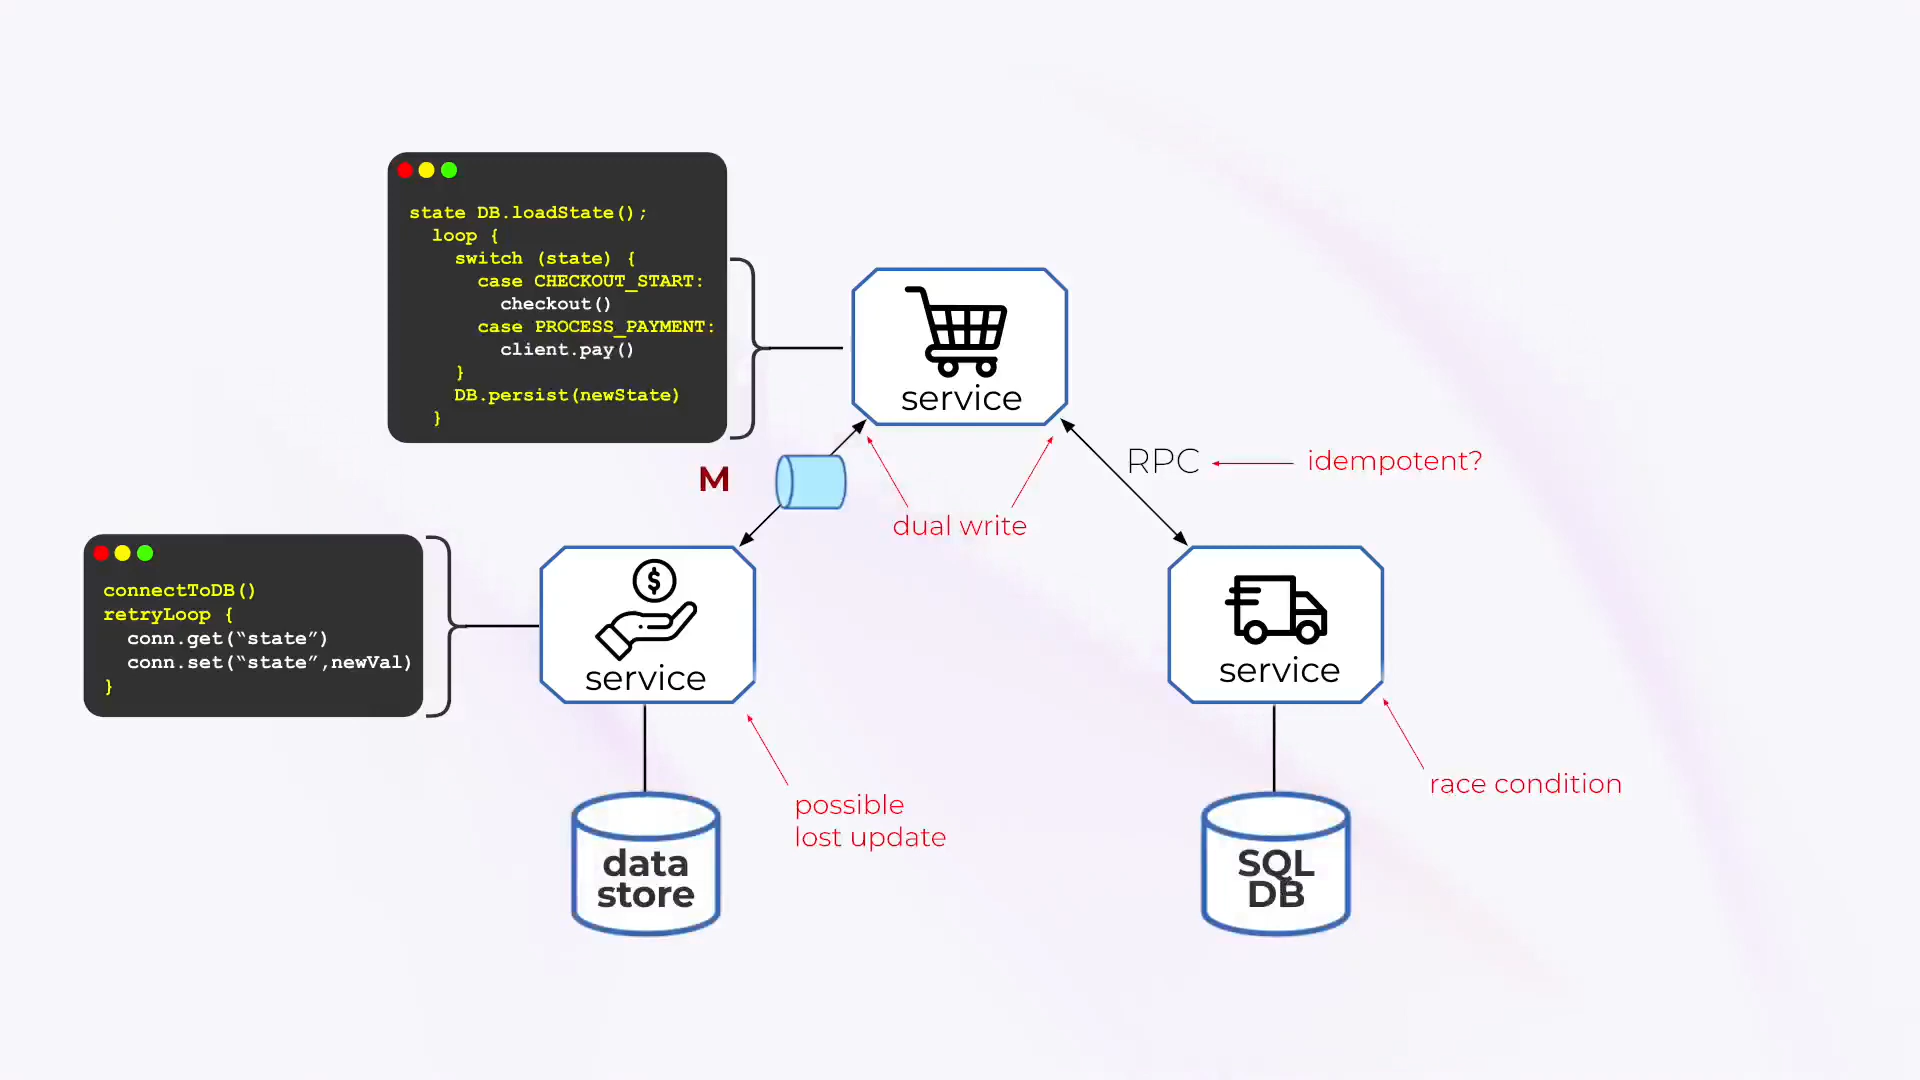 state DB.loadState();
loop {
switch (state) {
case CHECKOUT_START:
checkout()
case PROCESS_PAYMENT:
client.pay()
}
DB.persist(newState)
}
service
M
RPC
idempotent?
dual write
connectToDB()
retryLoop {
conn.get(“state”)
conn.set(“state”,newVal)
}
$
service
service
possible
lost update
race condition
data
store
SQL
DB